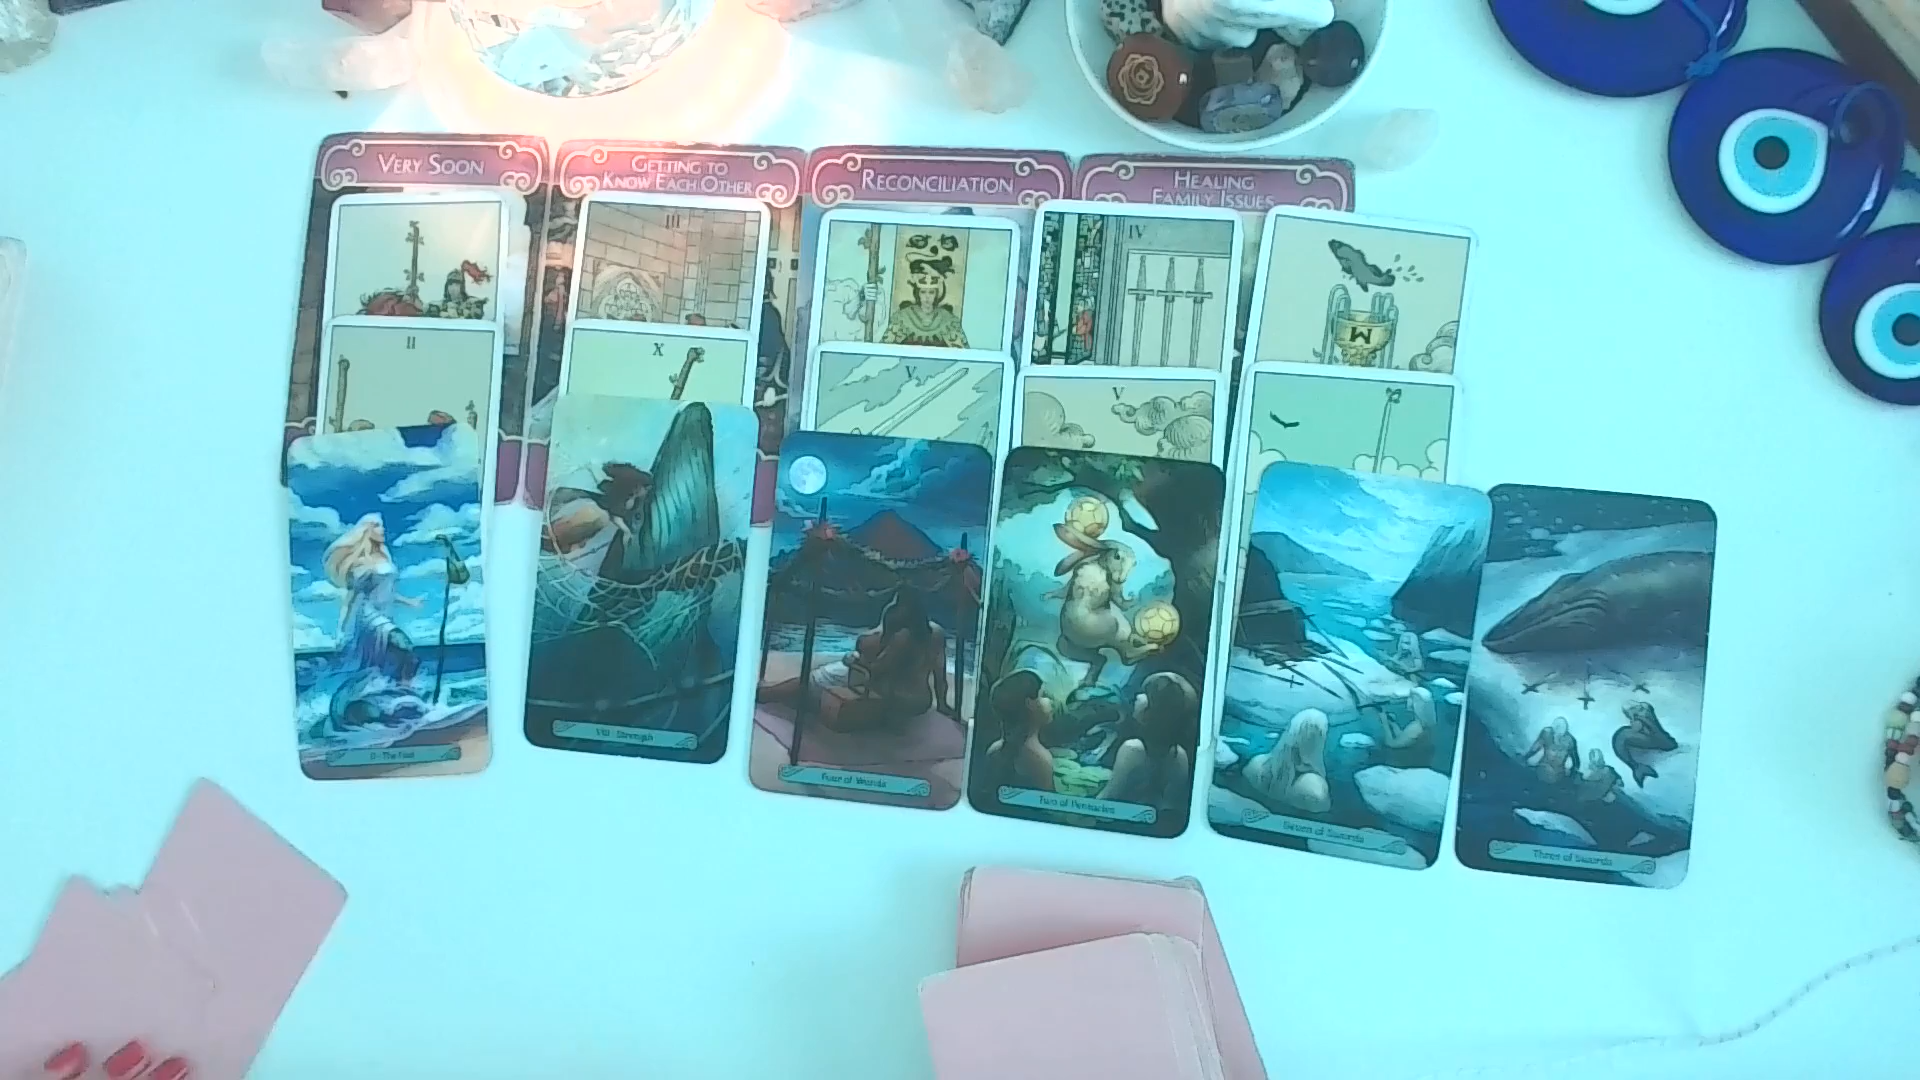 VERY SOON
GETTING TO
KNOW EACH OTHER
RECONCILIATION
HEALING
FAMILY ISSUES
III
IV
II
X
V
V
0 - The Fool
VIII - Strength
Four of Wands
Two of Pentacles
Seven of Swords
Three of Swords